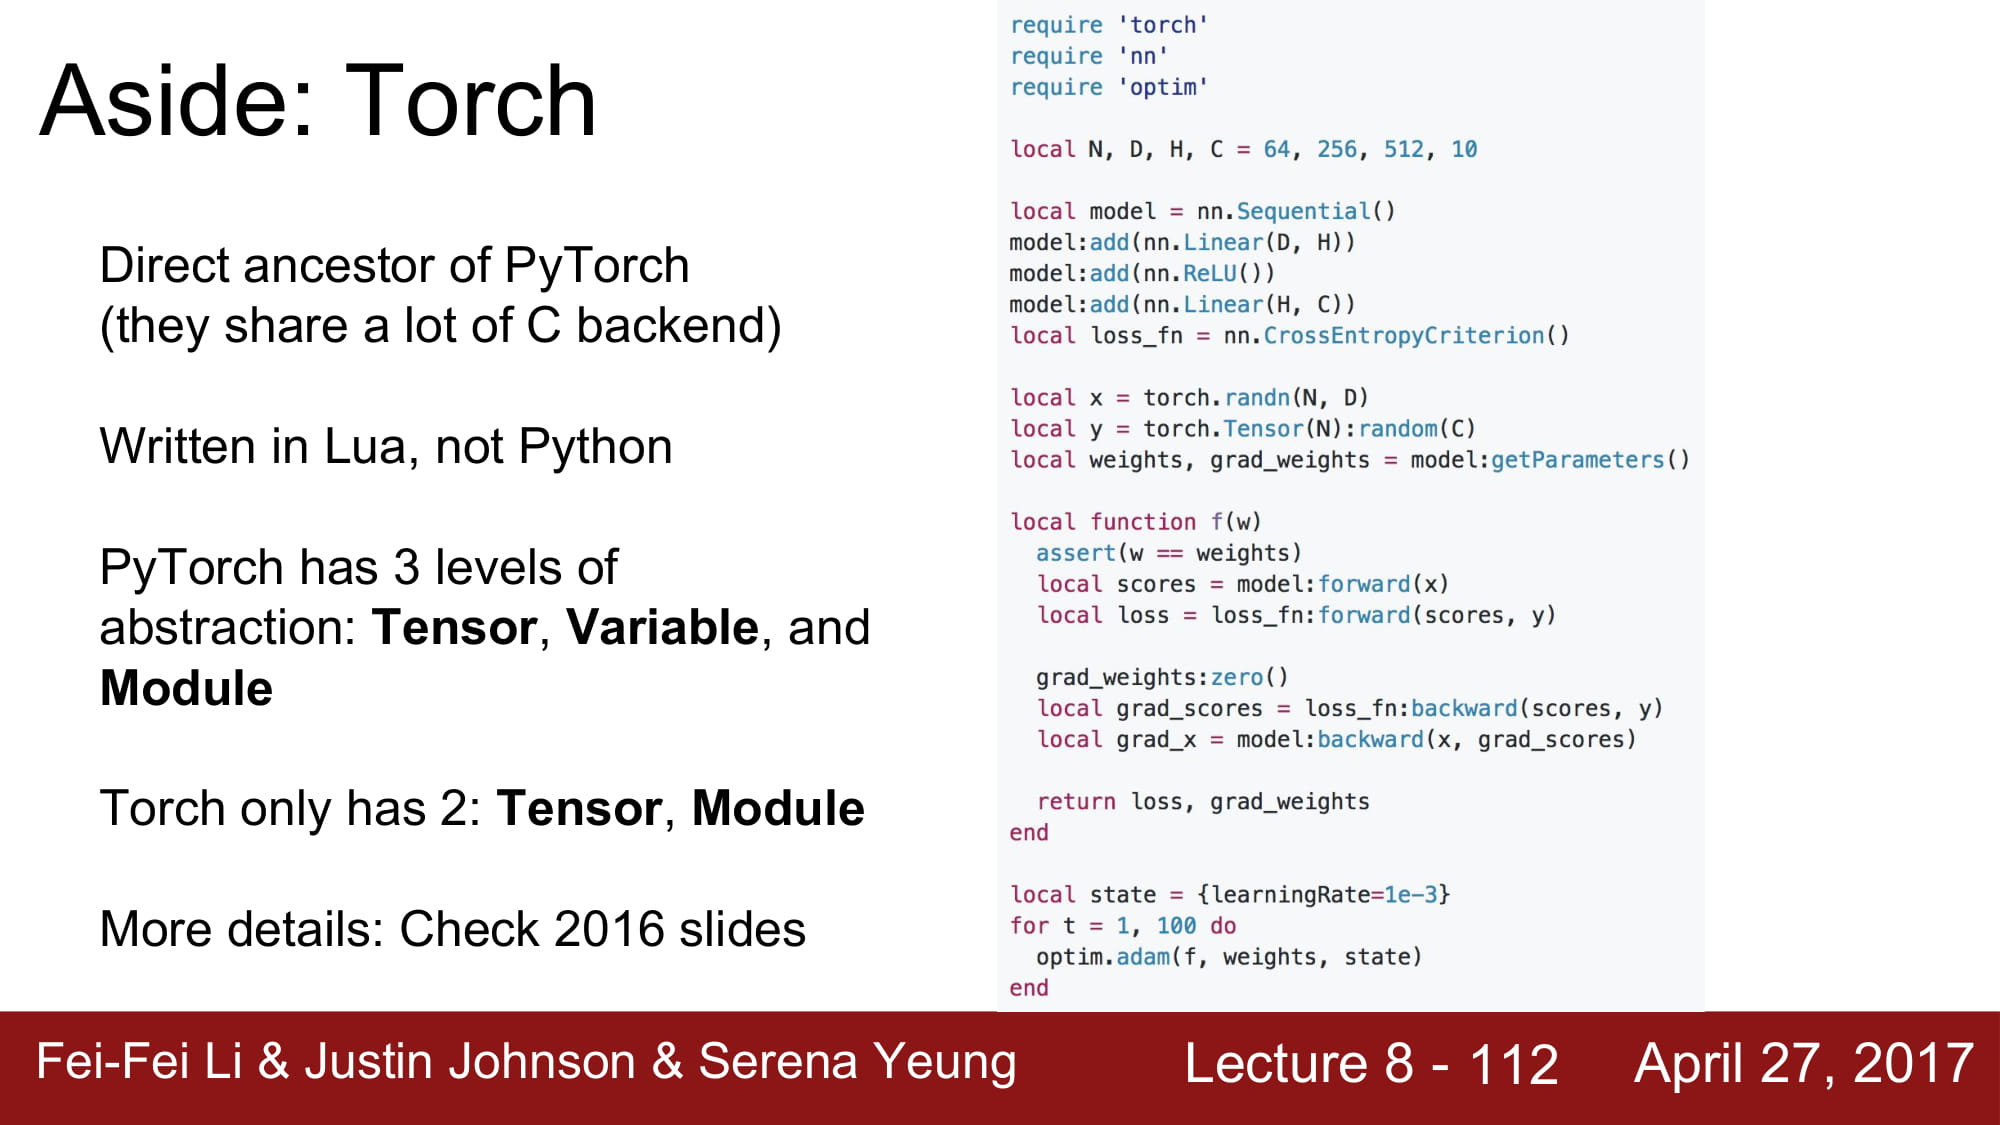 Aside: Torch
Direct ancestor of PyTorch
(they share a lot of C backend)
Written in Lua, not Python
PyTorch has 3 levels of
abstraction: Tensor, Variable, and
Module
Torch only has 2: Tensor, Module
More details: Check 2016 slides
require 'torch'
require 'nn'
require 'optim'
local N, D, H, C = 64, 256, 512, 10
local model = nn.Sequential()
model:add(nn.Linear(D, H))
model:add(nn.ReLU())
model:add(nn.Linear(H, C))
local loss_fn = nn.CrossEntropyCriterion()
local x = torch.randn(N, D)
local y = torch.Tensor(N):random(C)
local weights, grad_weights = model:getParameters()
local function f(w)
  assert(w == weights)
  local scores = model:forward(x)
  local loss = loss_fn:forward(scores, y)
  grad_weights:zero()
  local grad_scores = loss_fn:backward(scores, y)
  local grad_x = model:backward(x, grad_scores)
  return loss, grad_weights
end
local state = {learningRate=1e-3}
for t = 1, 100 do
  optim.adam(f, weights, state)
end
Fei-Fei Li & Justin Johnson & Serena Yeung
Lecture 8 - 112
April 27, 2017